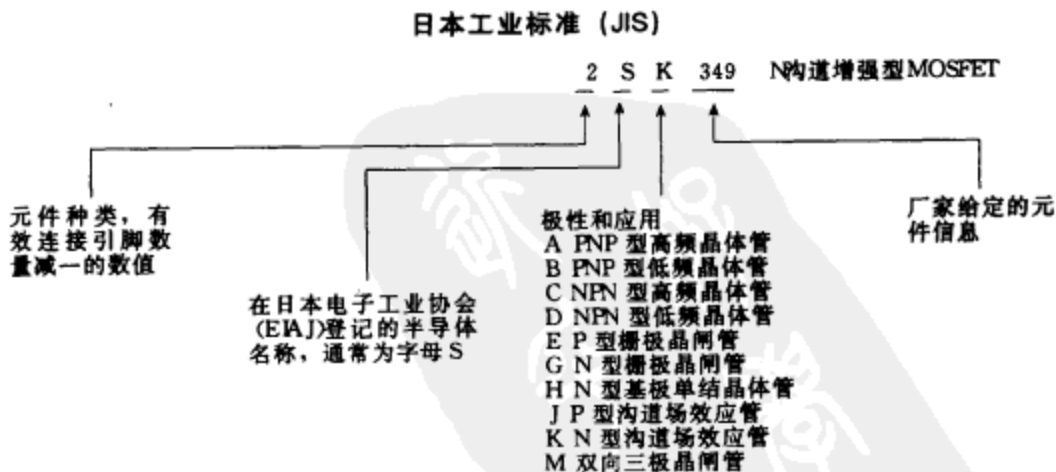 日本工业标准 (JIS)
2 S K 349 N沟道增强型MOSFET
元件种类，有
效连接引脚数
量减一的数值
在日本电子工业协会
(EIAJ)登记的半导体
名称，通常为字母 S
极性和应用
A PNP 型高频晶体管
B PNP 型低频晶体管
C NPN 型高频晶体管
D NPN 型低频晶体管
E P 型栅极晶闸管
G N 型栅极晶闸管
H N 型基极单结晶体管
J P 型沟道场效应管
K N 型沟道场效应管
M 双向三极晶闸管
厂家给定的元
件信息